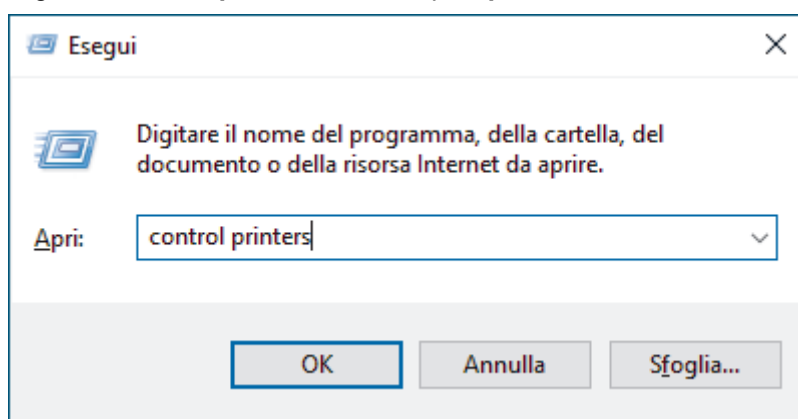 Esegui
Digitare il nome del programma, della cartella, del
documento o della risorsa Internet da aprire.
Apri: control printers
OK Annulla Sfoglia...